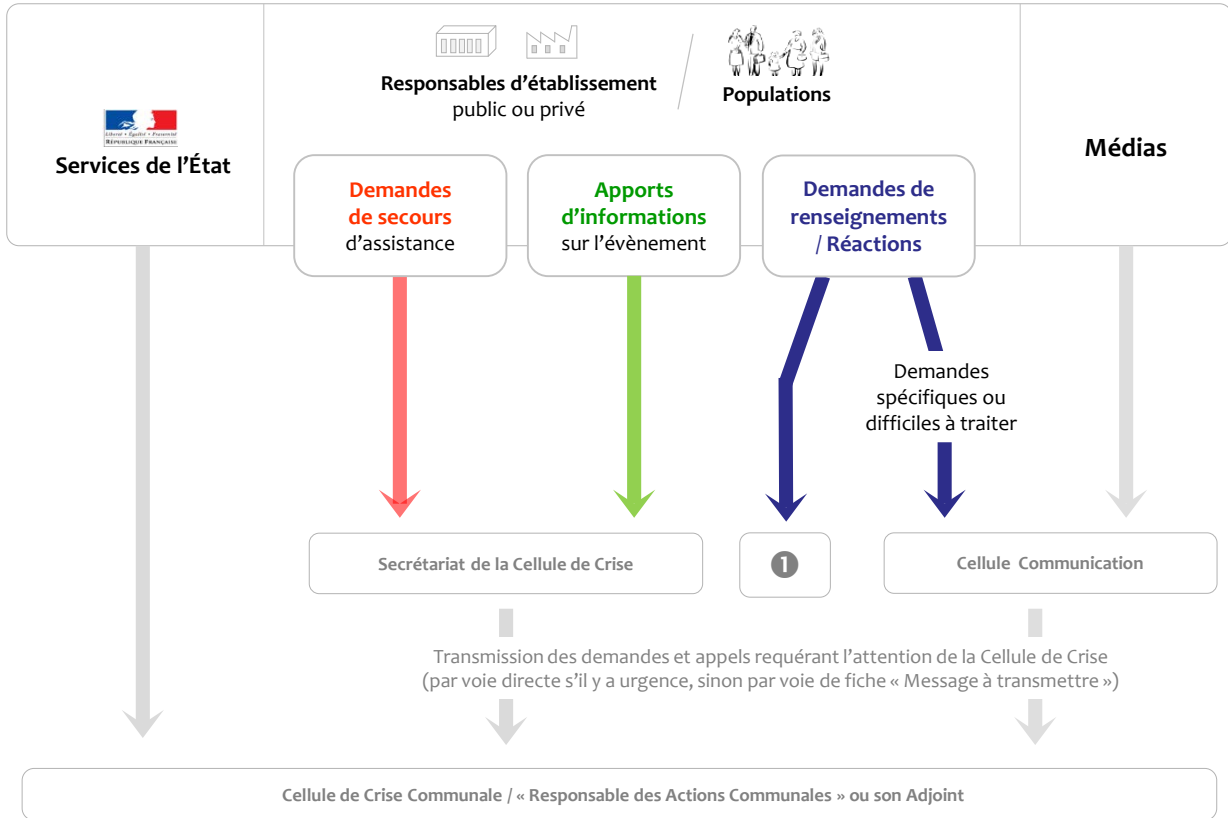 Responsables d'établissement
public ou privé
Populations
Liberté • Égalité • Fraternité
RÉPUBLIQUE FRANÇAISE
Services de l'État
Médias
Demandes
de secours
d'assistance
Apports
d'informations
sur l'évènement
Demandes de
renseignements
/ Réactions
Demandes
spécifiques ou
difficiles à traiter
Secrétariat de la Cellule de Crise
❶
Cellule Communication
Transmission des demandes et appels requérant l'attention de la Cellule de Crise
(par voie directe s'il y a urgence, sinon par voie de fiche « Message à transmettre »)
Cellule de Crise Communale / « Responsable des Actions Communales » ou son Adjoint